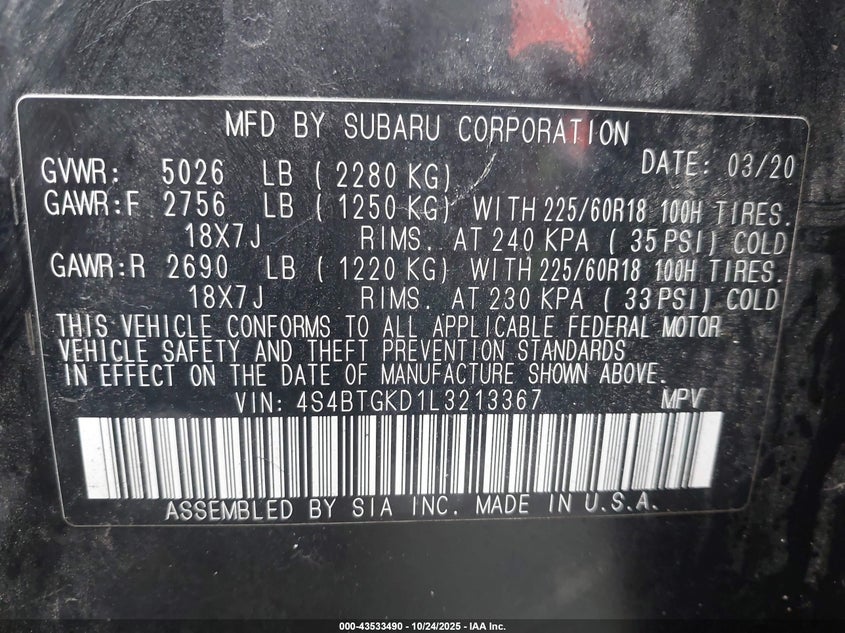 MFD BY SUBARU CORPORATION
GVWR: 5026 LB ( 2280 KG) DATE: 03/20
GAWR:F 2756 LB ( 1250 KG) WITH 225/60R18 100H TIRES.
18X7J RIMS. AT 240 KPA ( 35 PSI) COLD
GAWR:R 2690 LB ( 1220 KG) WITH 225/60R18 100H TIRES.
18X7J RIMS. AT 230 KPA ( 33 PSI) COLD
THIS VEHICLE CONFORMS TO ALL APPLICABLE FEDERAL MOTOR
VEHICLE SAFETY AND THEFT PREVENTION STANDARDS
IN EFFECT ON THE DATE OF MANUFACTURE SHOWN ABOVE.
VIN: 4S4BTGKD1L3213367 MPV
ASSEMBLED BY SIA INC. MADE IN U.S.A.
000-43533490 - 10/24/2025 - IAA Inc.